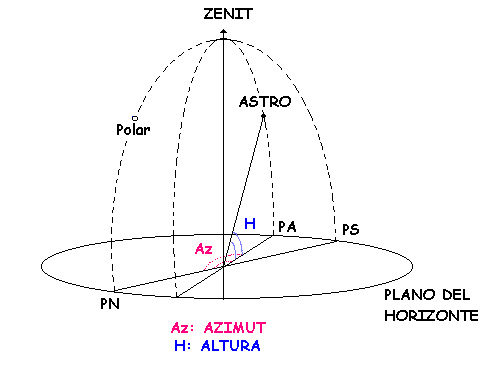 ZENIT
ASTRO
Polar
H
PA
PS
Az
PN
PLANO DEL
HORIZONTE
Az: AZIMUT
H: ALTURA